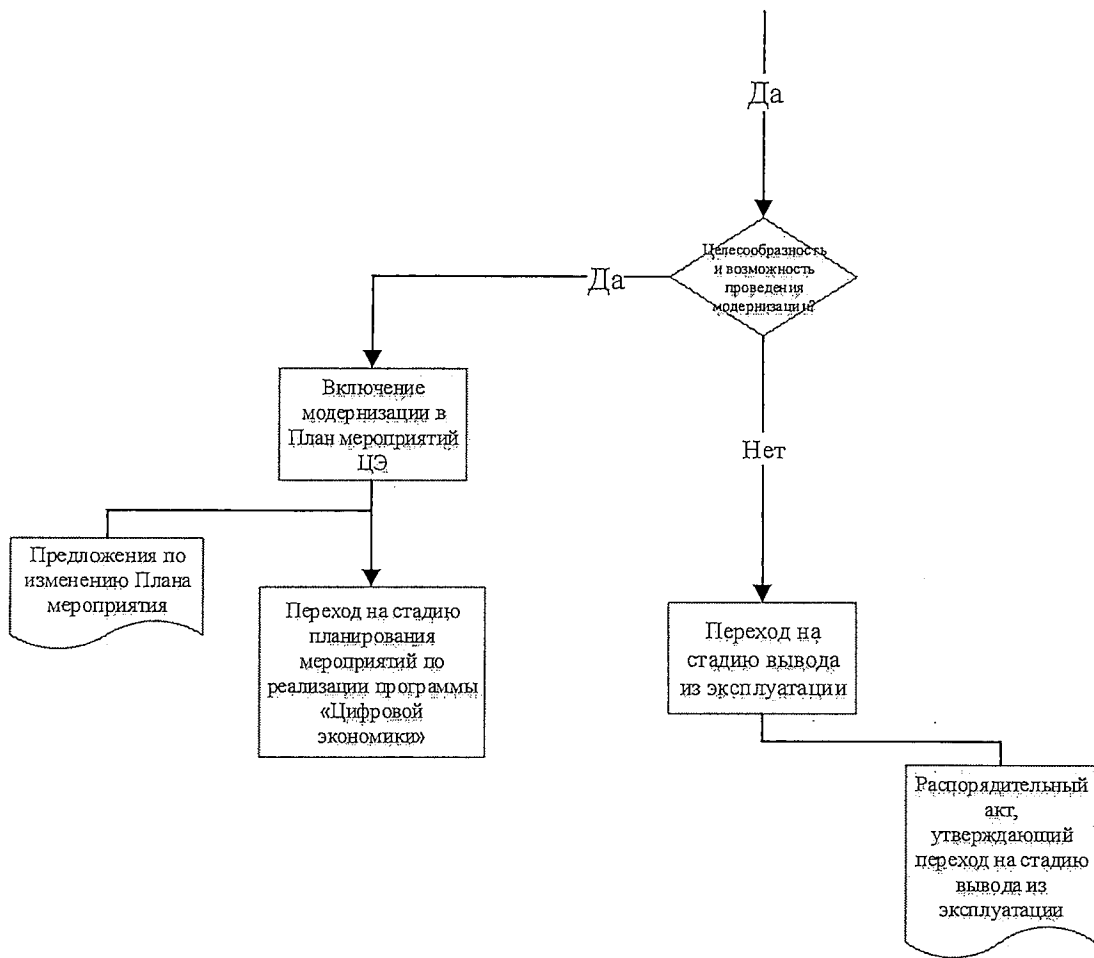 Да
Целесообразность
и возможность
проведения
модернизации?
Да
Включение
модернизации в
План мероприятий
ЦЭ
Нет
Предложения по
изменению Плана
мероприятия
Переход на стадию
планирования
мероприятий по
реализации программы
«Цифровой
экономики»
Переход на
стадию вывода
из эксплуатации
Распорядительный
акт,
утверждающий
переход на стадию
вывода из
эксплуатации